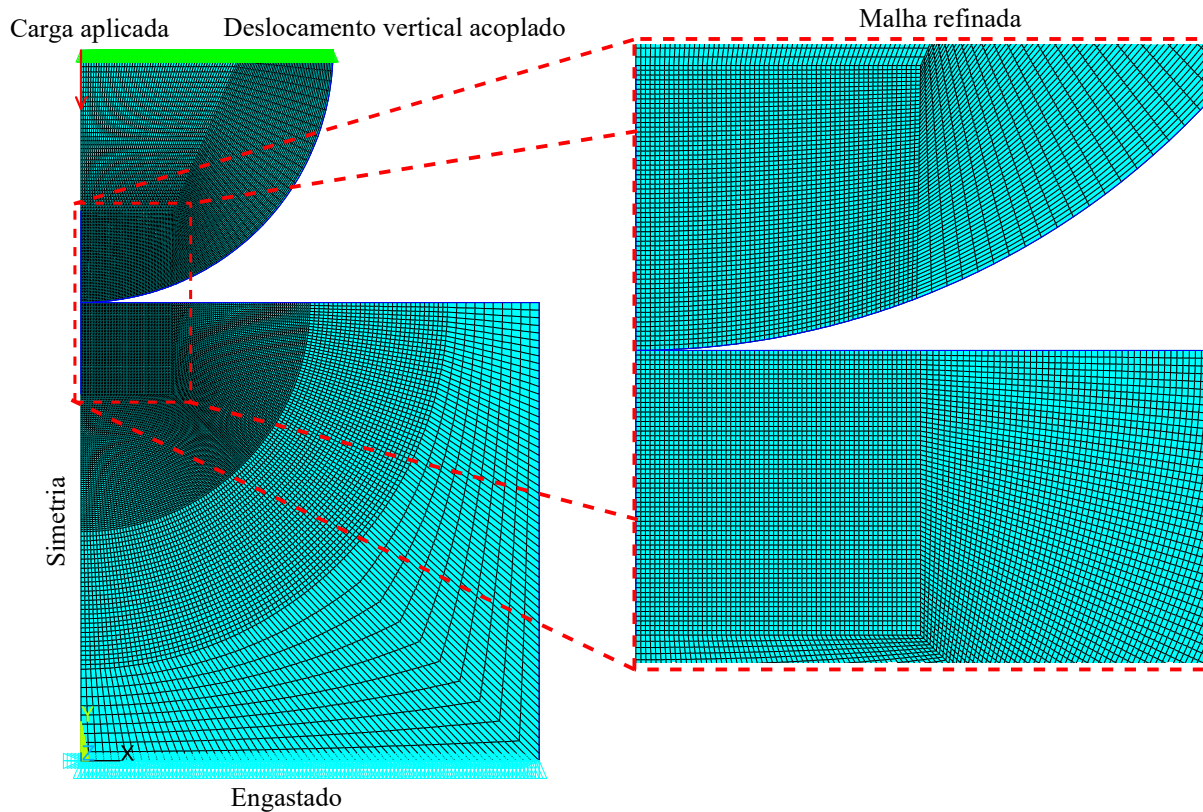 Carga aplicada
Deslocamento vertical acoplado
Malha refinada
Simetria
Y
Z
X
Engastado